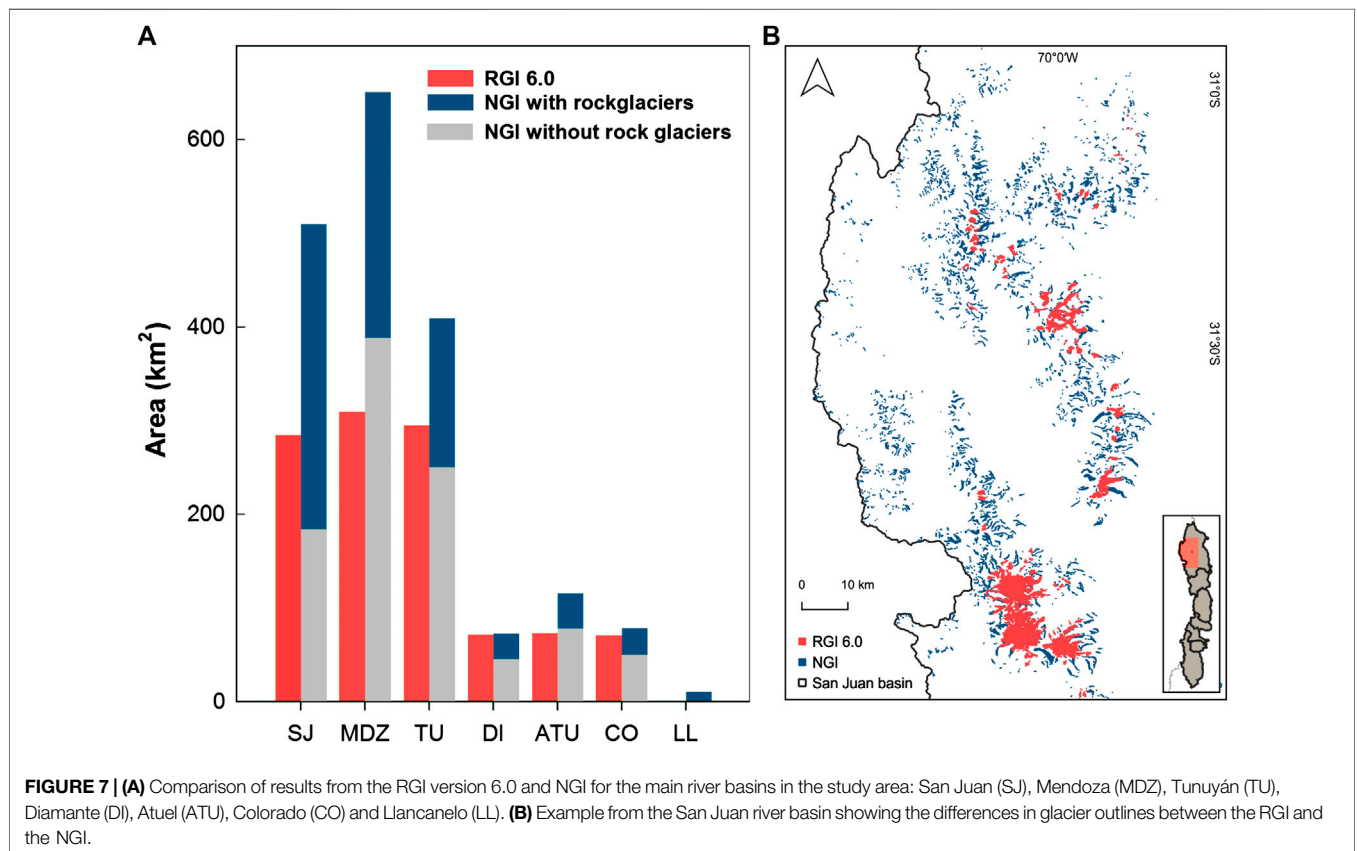 A
RGI 6.0
NGI with rockglaciers
NGI without rock glaciers
Area (km²)
600
400
200
0
SJ MDZ TU DI ATU CO LL
B
70°0'W
31°0'S
31°30'S
0 10 km
RGI 6.0
NGI
San Juan basin
FIGURE 7 | (A) Comparison of results from the RGI version 6.0 and NGI for the main river basins in the study area: San Juan (SJ), Mendoza (MDZ), Tunuyán (TU),
Diamante (DI), Atuel (ATU), Colorado (CO) and Llancanelo (LL). (B) Example from the San Juan river basin showing the differences in glacier outlines between the RGI and
the NGI.